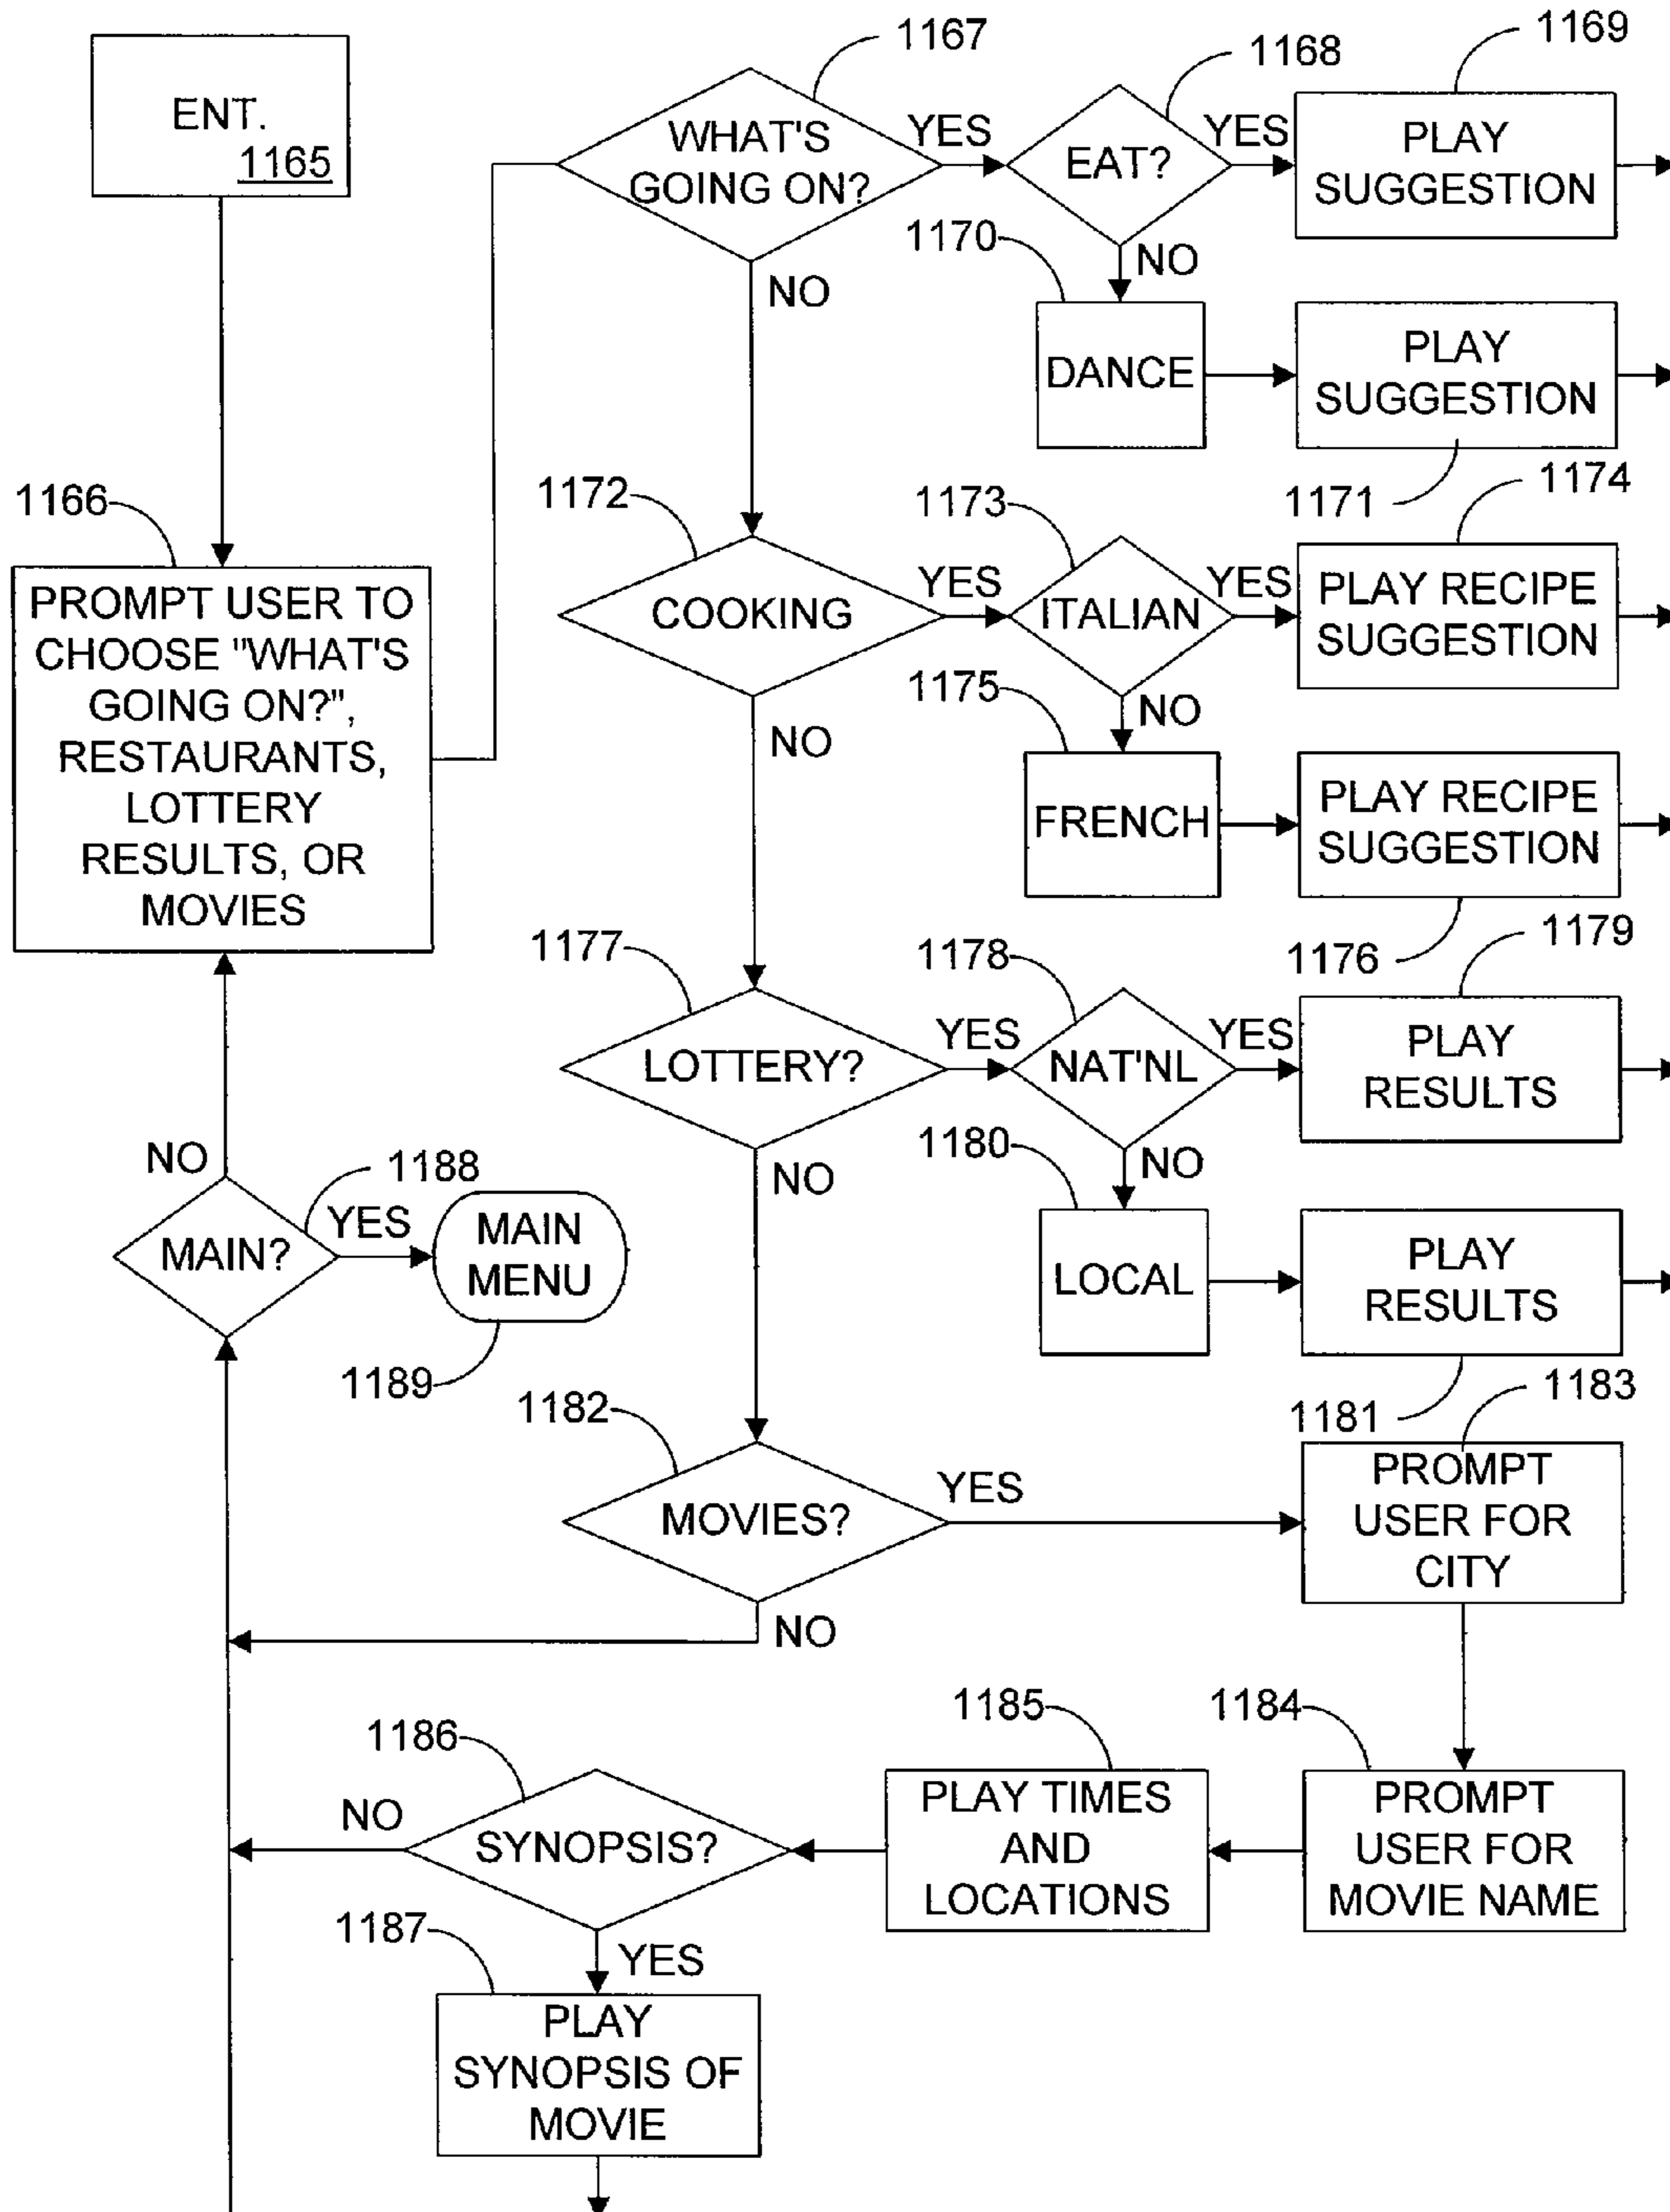 ENT.
1165
1166
PROMPT USER TO
CHOOSE "WHAT'S
GOING ON?",
RESTAURANTS,
LOTTERY
RESULTS, OR
MOVIES
1167
WHAT'S
GOING ON?
YES
NO
1168
EAT?
YES
NO
1169
PLAY
SUGGESTION
1170
DANCE
PLAY
SUGGESTION
1171
1172
COOKING
YES
NO
1173
ITALIAN
YES
NO
1174
PLAY RECIPE
SUGGESTION
1175
FRENCH
PLAY RECIPE
SUGGESTION
1176
1177
LOTTERY?
YES
NO
1178
NAT'NL
YES
NO
1179
PLAY
RESULTS
1180
LOCAL
PLAY
RESULTS
1181
NO
1188
MAIN?
YES
MAIN
MENU
1189
1182
MOVIES?
YES
NO
1183
PROMPT
USER FOR
CITY
1184
PROMPT
USER FOR
MOVIE NAME
1185
PLAY TIMES
AND
LOCATIONS
1186
SYNOPSIS?
NO
YES
1187
PLAY
SYNOPSIS OF
MOVIE